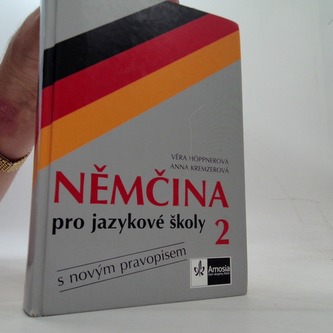 VĚRA HÖPPNEROVÁ
ANNA KREMZEROVÁ
NĚMČINA
pro jazykové školy 2
s novým pravopisem
Amosia